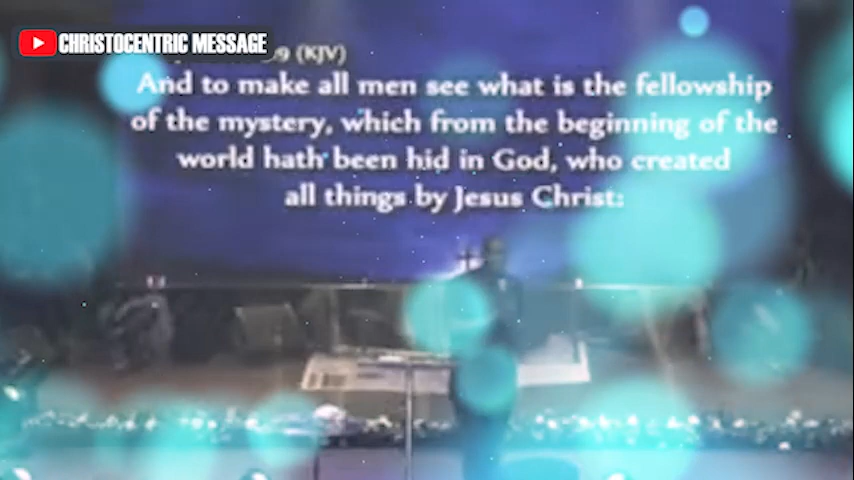 CHRISTOCENTRIC MESSAGE
:9 (KJV)
And to make all men see what is the fellowship
of the mystery, which from the beginning of the
world hath been hid in God, who created
all things by Jesus Christ: